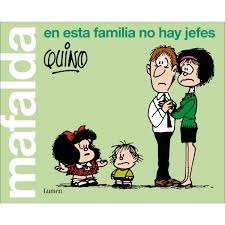 mafalda
en esta familia no hay jefes
QUINO
Lumen